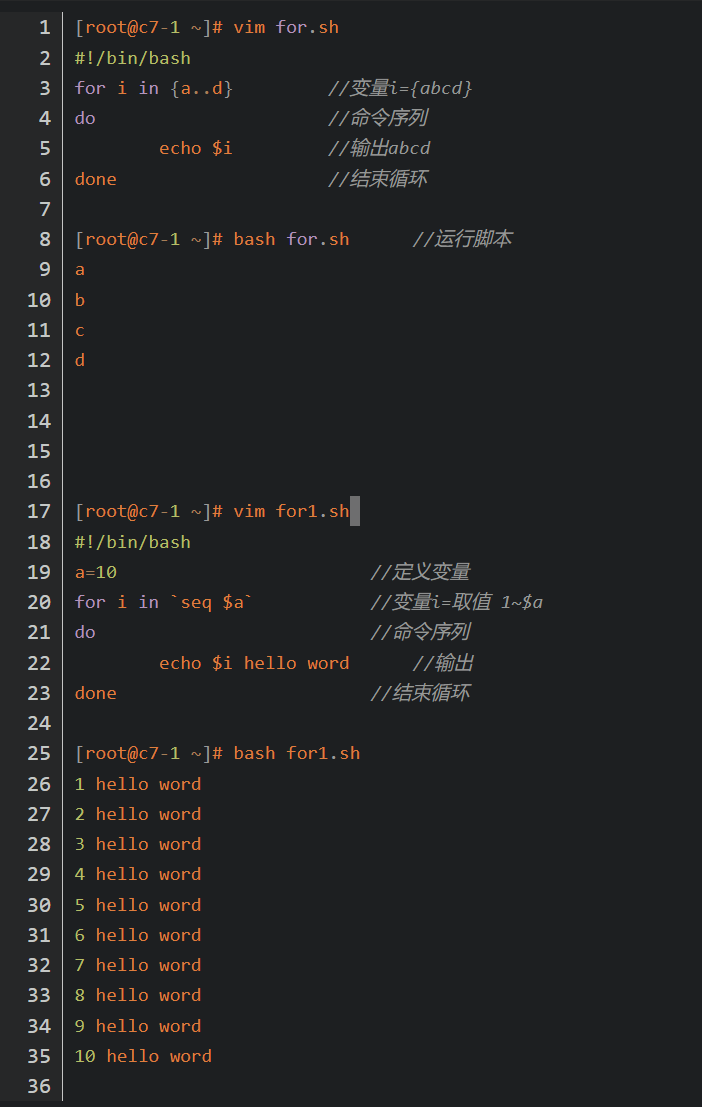 1 [root@c7-1 ~]# vim for.sh
2 #!/bin/bash
3 for i in {a..d} //变量i={abcd}
4 do //命令序列
5 echo $i //输出abcd
6 done //结束循环
7
8 [root@c7-1 ~]# bash for.sh //运行脚本
9 a
10 b
11 c
12 d
13
14
15
16
17 [root@c7-1 ~]# vim for1.sh
18 #!/bin/bash
19 a=10 //定义变量
20 for i in `seq $a` //变量i=取值 1~$a
21 do //命令序列
22 echo $i hello word //输出
23 done //结束循环
24
25 [root@c7-1 ~]# bash for1.sh
26 1 hello word
27 2 hello word
28 3 hello word
29 4 hello word
30 5 hello word
31 6 hello word
32 7 hello word
33 8 hello word
34 9 hello word
35 10 hello word
36